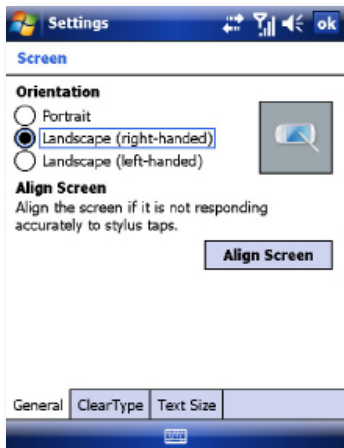 Settings
ok
Screen
Orientation
Portrait
Landscape (right-handed)
Landscape (left-handed)
Align Screen
Align the screen if it is not responding
accurately to stylus taps.
Align Screen
General ClearType Text Size